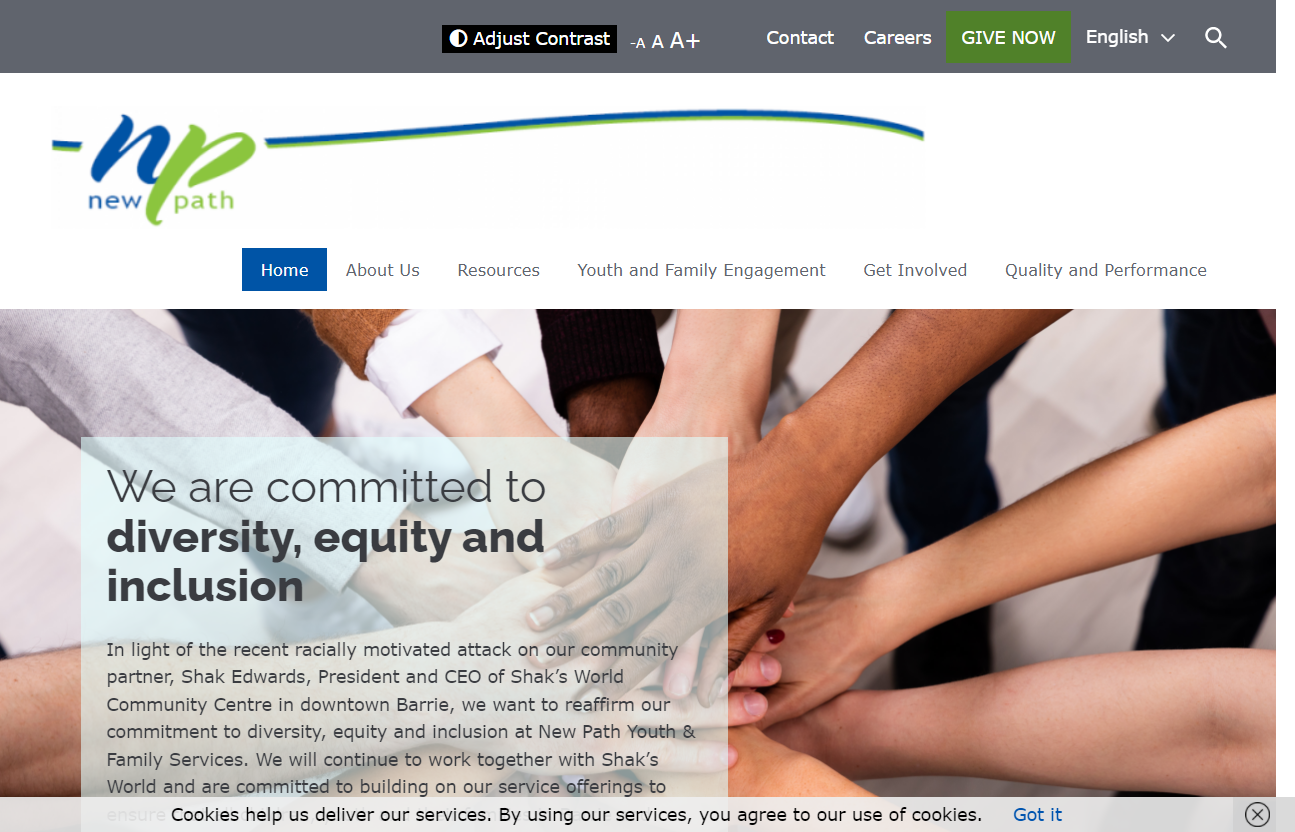 Adjust Contrast -A A A+ Contact Careers GIVE NOW English
np
new path
Home About Us Resources Youth and Family Engagement Get Involved Quality and Performance
We are committed to
diversity, equity and
inclusion
In light of the recent racially motivated attack on our community
partner, Shak Edwards, President and CEO of Shak’s World
Community Centre in downtown Barrie, we want to reaffirm our
commitment to diversity, equity and inclusion at New Path Youth &
Family Services. We will continue to work together with Shak’s
World and are committed to building on our service offerings to
ensure
Cookies help us deliver our services. By using our services, you agree to our use of cookies. Got it